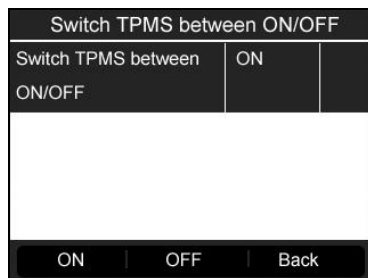 Switch TPMS between ON/OFF
Switch TPMS between ON
ON/OFF
ON OFF Back